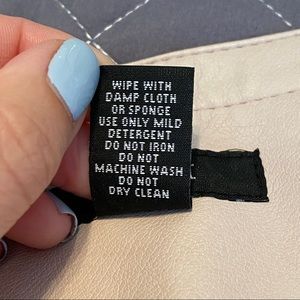 WIPE WITH
DAMP CLOTH
OR SPONGE
USE ONLY MILD
DETERGENT
DO NOT IRON
DO NOT
MACHINE WASH
DO NOT
DRY CLEAN